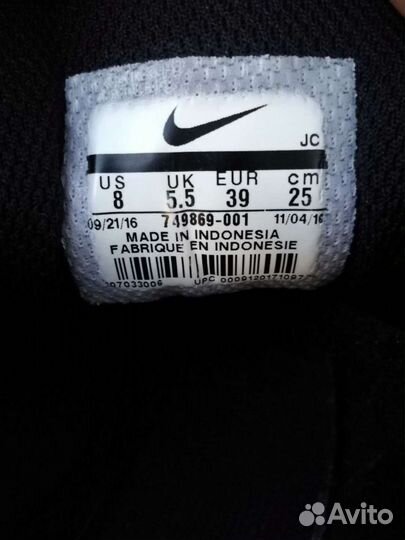 JC
US UK EUR cm
8 5.5 39 25
09/21/16 749869-001 11/04/16
MADE IN INDONESIA
FABRIQUE EN INDONESIE
UPC
Avito